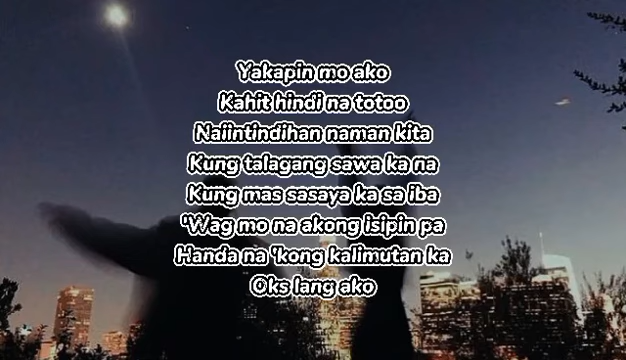 Yakapin mo ako
Kahit hindi na totoo
Naiintindihan naman kita
Kung talagang sawa ka na
Kung mas sasaya ka sa iba
'Wag mo na akong isipin pa
Handa na 'kong kalimutan ka
Oks lang ako